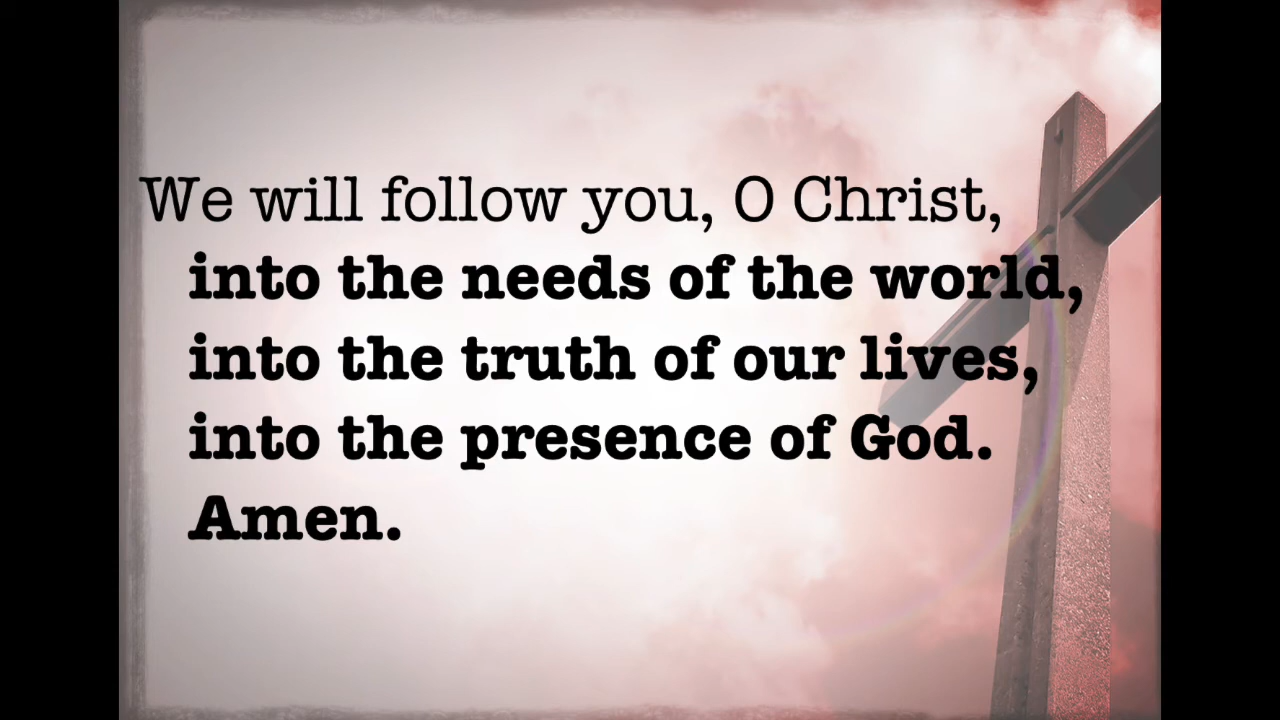 We will follow you, O Christ,
into the needs of the world,
into the truth of our lives,
into the presence of God.
Amen.